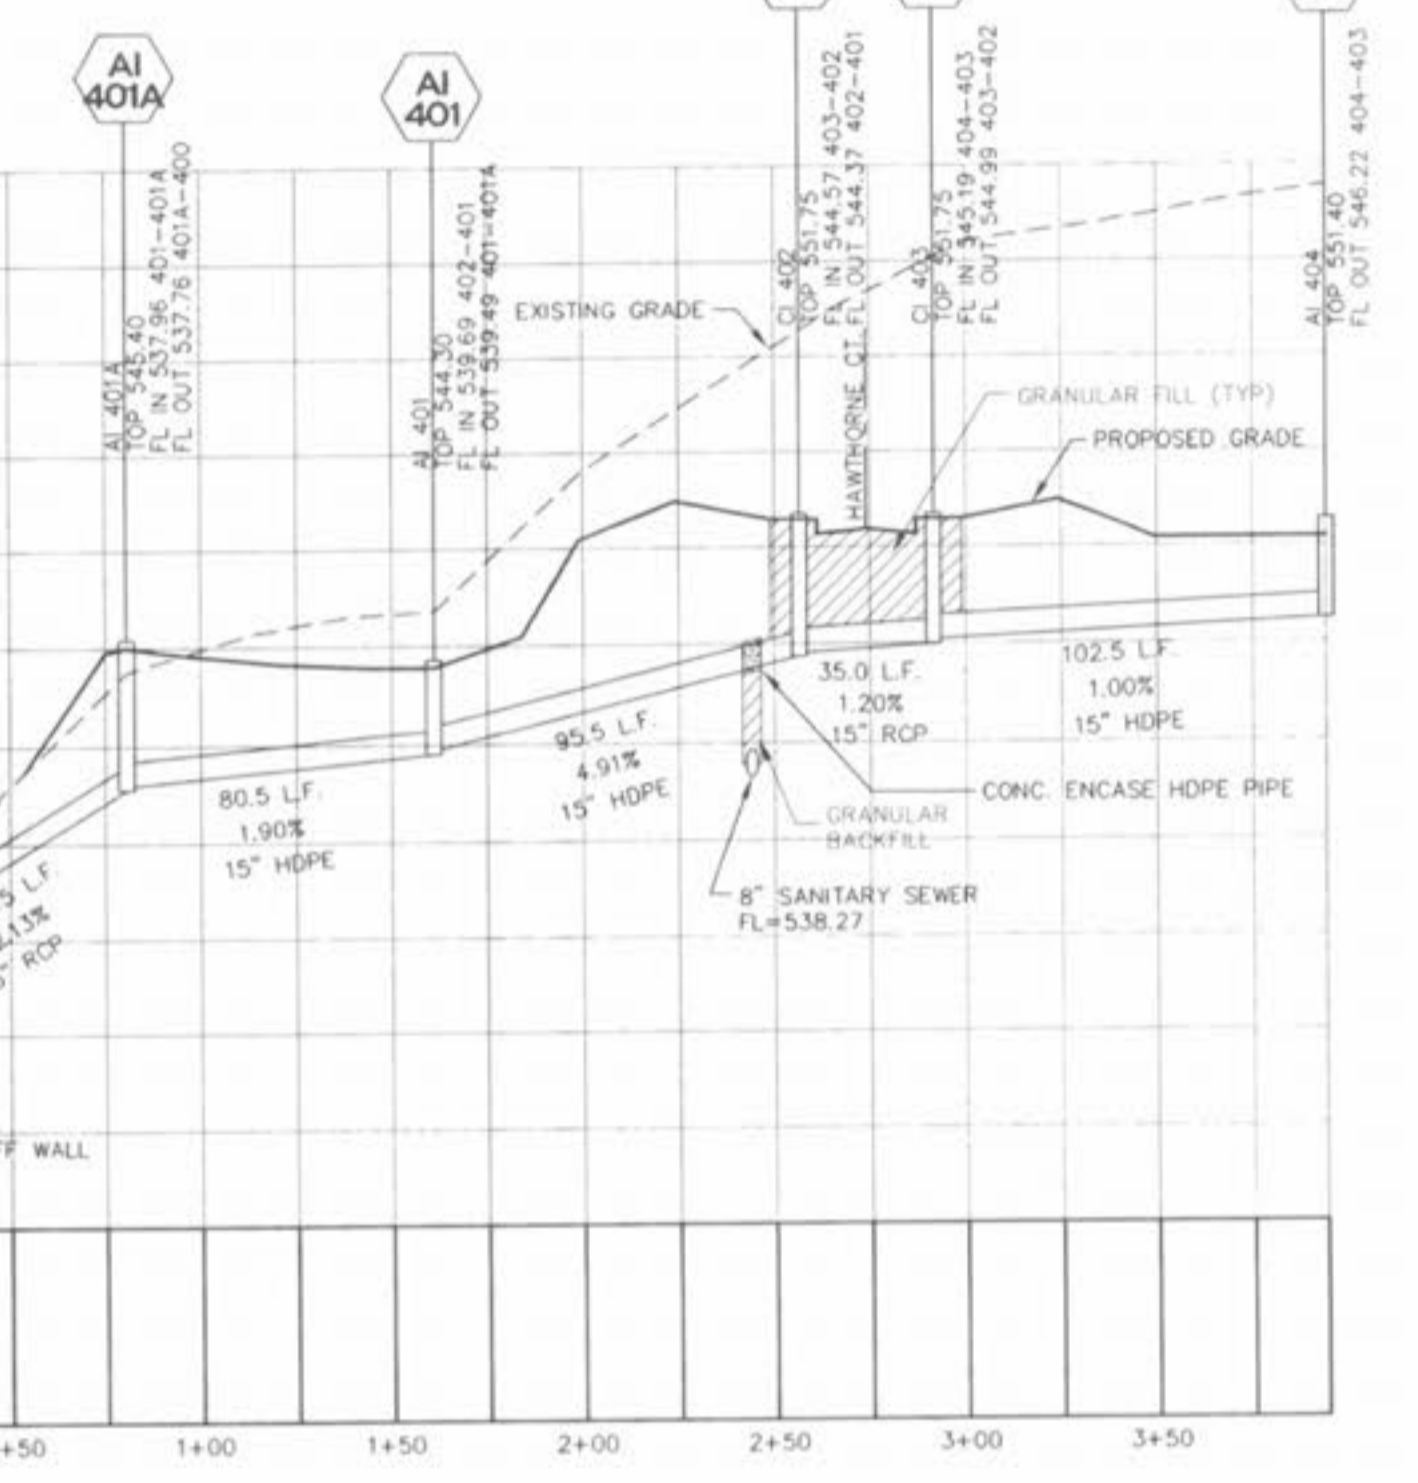 AI
401A
AI
401
AI 401A
TOP 545.40
FL IN 537.96 401-401A
FL OUT 537.76 401A-400
AI 401
TOP 544.30
FL IN 539.69 402-401
FL OUT 539.49 401-401A
CI 402
TOP 551.75
FL IN 544.57 403-402
FL OUT 544.37 402-401
HAWTHORNE CT.
CI 403
TOP 551.75
FL IN 545.19 404-403
FL OUT 544.99 403-402
AI 404
TOP 551.40
FL OUT 546.22 404-403
EXISTING GRADE
GRANULAR FILL (TYP)
PROPOSED GRADE
80.5 L.F.
1.90%
15" HDPE
95.5 L.F.
4.91%
15" HDPE
35.0 L.F.
1.20%
15" RCP
102.5 L.F.
1.00%
15" HDPE
CONC. ENCASE HDPE PIPE
GRANULAR
BACKFILL
8" SANITARY SEWER
FL=538.27
5 L.F.
.13%
" RCP
WALL
+50
1+00
1+50
2+00
2+50
3+00
3+50